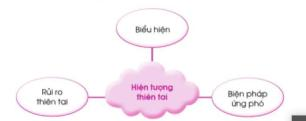 Biểu hiện
Hiện tượng
thiên tai
Rủi ro
thiên tai
Biện pháp
ứng phó